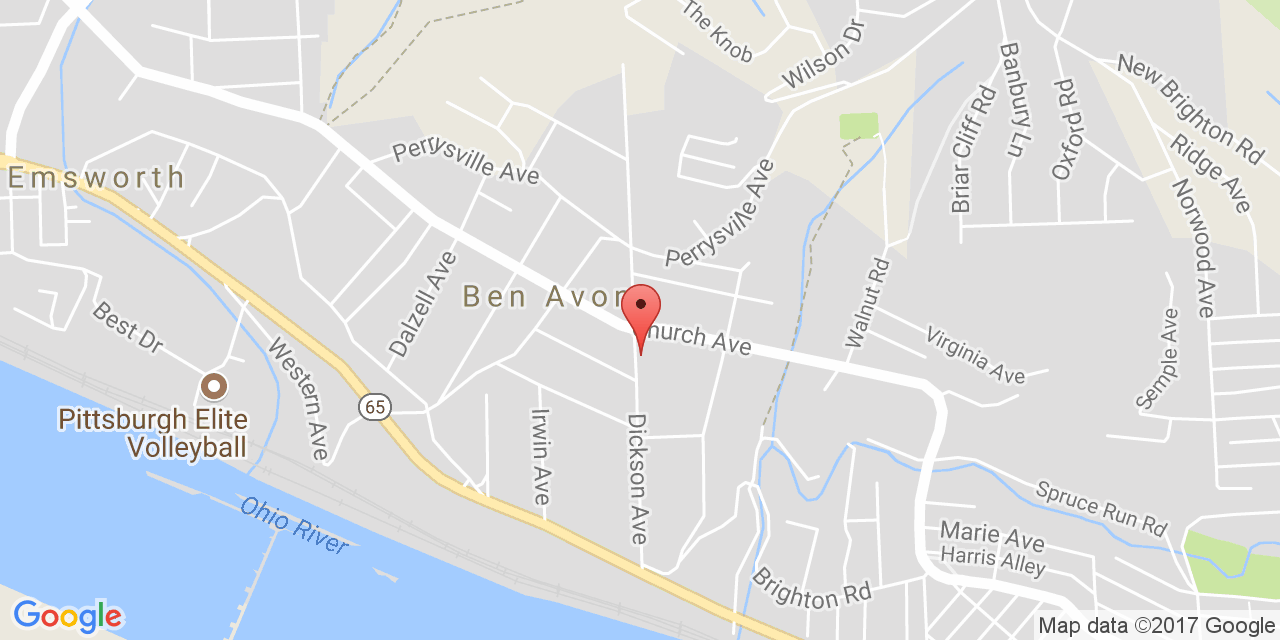 The Knob
Wilson Dr
New Brighton Rd
Banbury Ln
Oxford Rd
Briar Cliff Rd
Ridge Ave
Perrysville Ave
Emsworth
Norwood Ave
Perrysville Ave
Ben Avon
Dalzell Ave
Walnut Rd
Church Ave
Best Dr
Virginia Ave
Semple Ave
Western Ave
65
Pittsburgh Elite
Volleyball
Irwin Ave
Dickson Ave
Ohio River
Spruce Run Rd
Marie Ave
Harris Alley
Brighton Rd
Google
Map data ©2017 Google